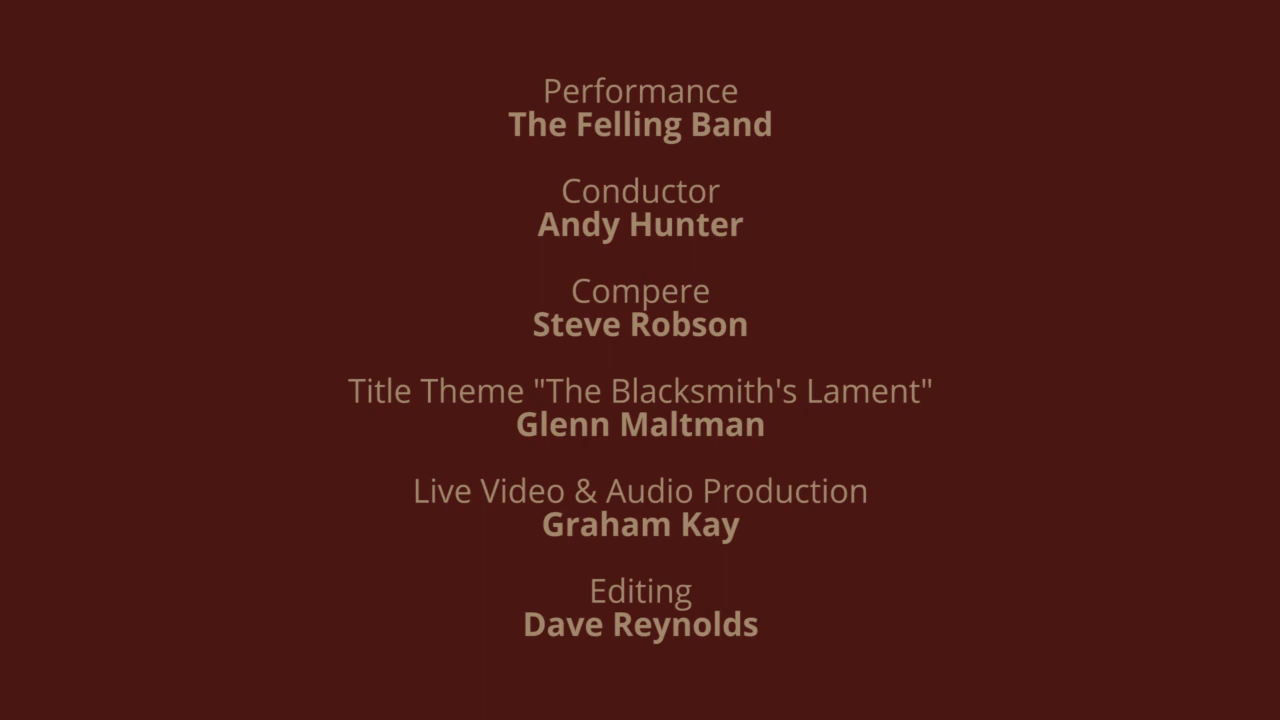 Performance
The Felling Band
Conductor
Andy Hunter
Compere
Steve Robson
Title Theme "The Blacksmith's Lament"
Glenn Maltman
Live Video & Audio Production
Graham Kay
Editing
Dave Reynolds